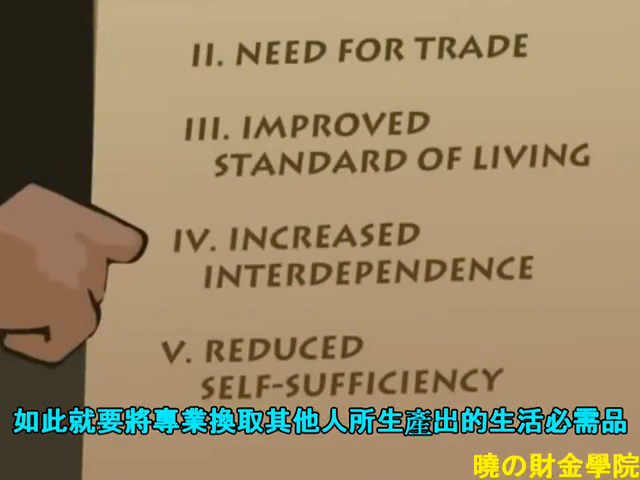 II. NEED FOR TRADE
III. IMPROVED
STANDARD OF LIVING
IV. INCREASED
INTERDEPENDENCE
V. REDUCED
SELF-SUFFICIENCY
如此就要將專業換取其他人所生產出的生活必需品
曉の財金學院